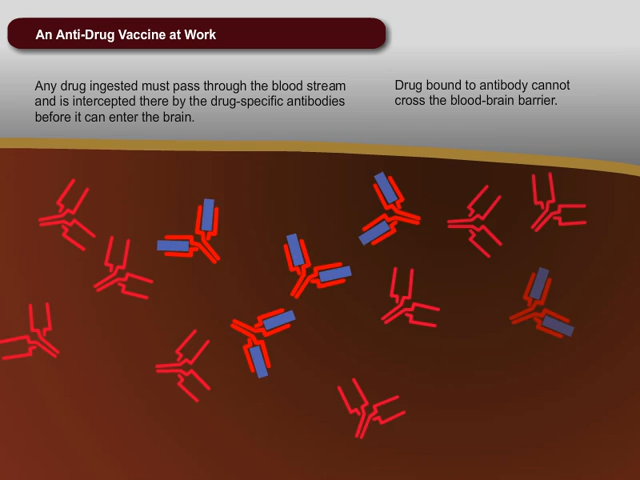 An Anti-Drug Vaccine at Work
Any drug ingested must pass through the blood stream
and is intercepted there by the drug-specific antibodies
before it can enter the brain.
Drug bound to antibody cannot
cross the blood-brain barrier.